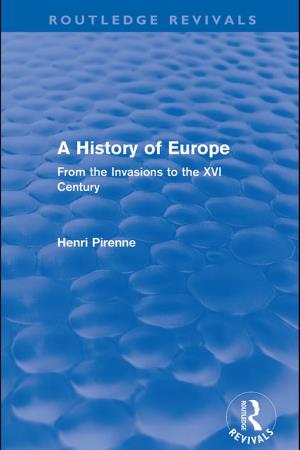 ROUTLEDGE REVIVALS
A History of Europe
From the Invasions to the XVI
Century
Henri Pirenne
R
ROUTLEDGE
REVIVALS